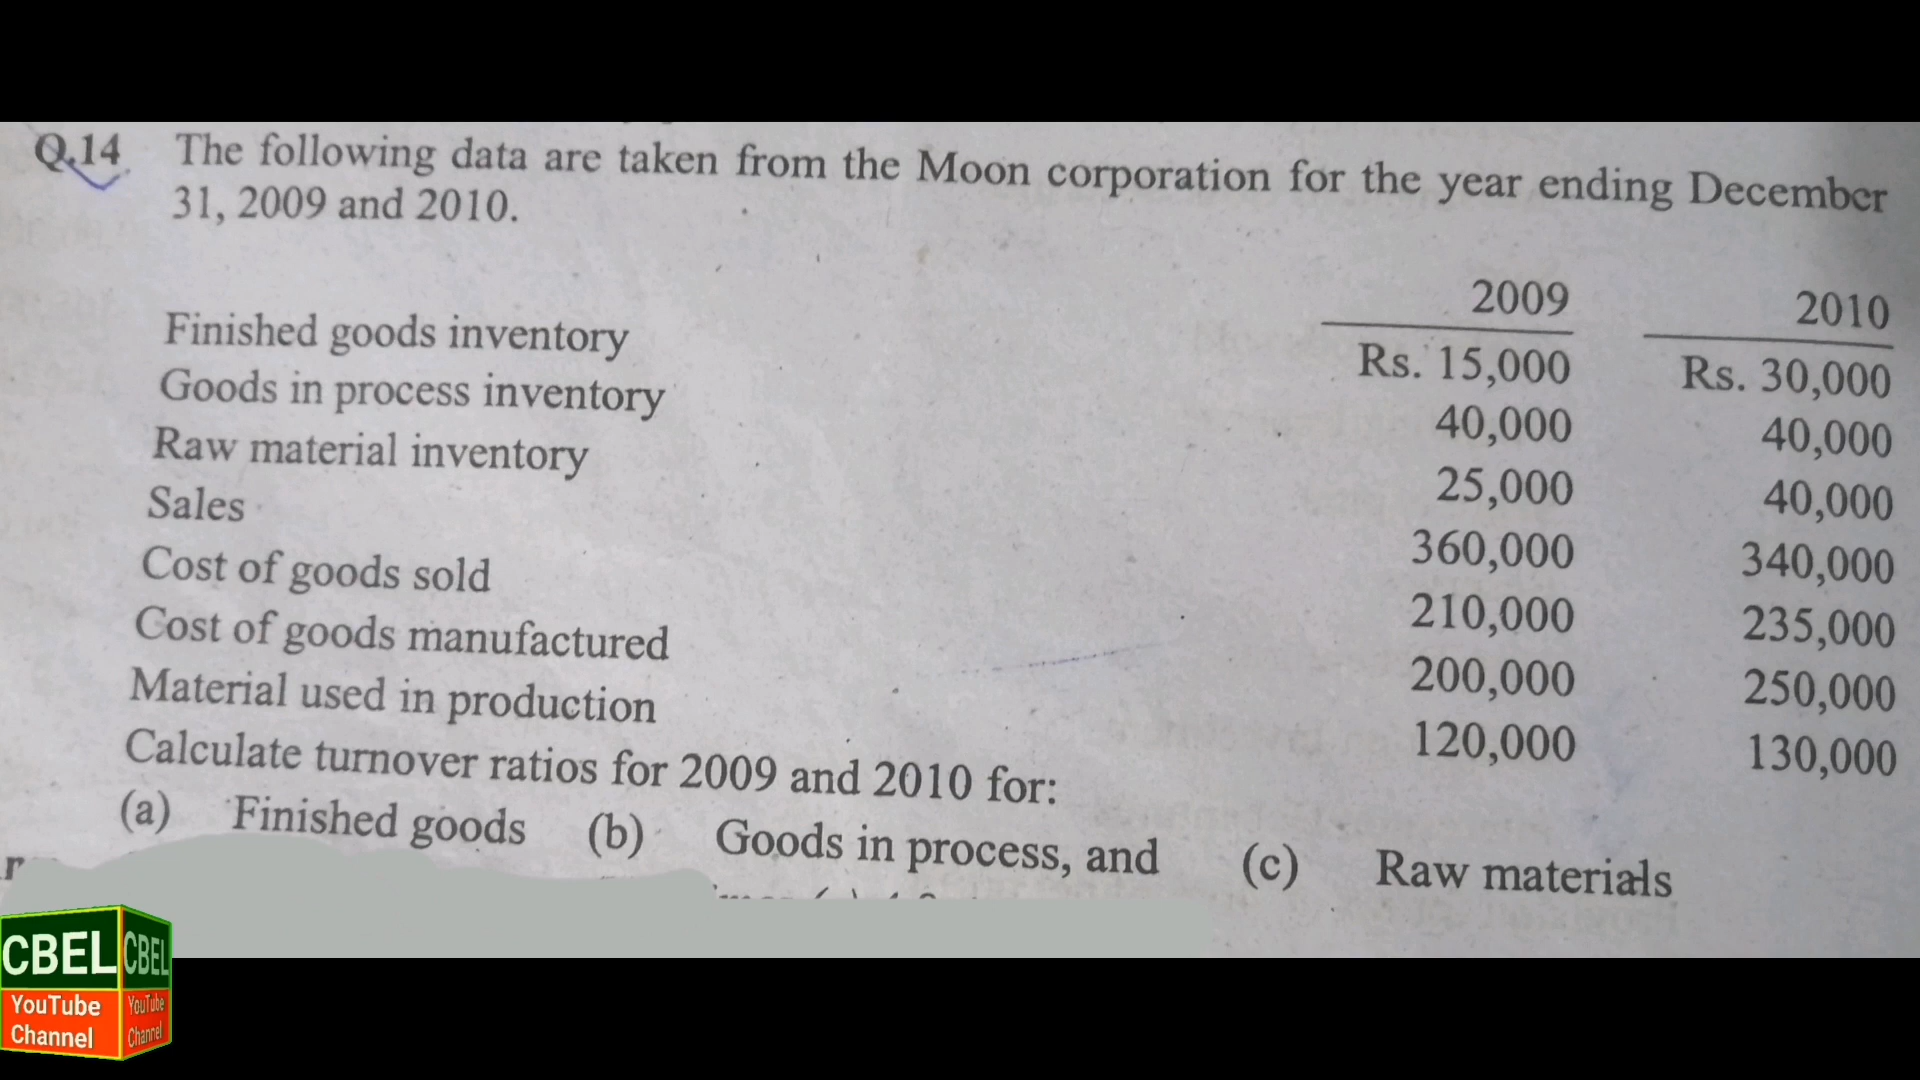 Q.14 The following data are taken from the Moon corporation for the year ending December
31, 2009 and 2010.
2009 2010
Finished goods inventory Rs. 15,000 Rs. 30,000
Goods in process inventory 40,000 40,000
Raw material inventory 25,000 40,000
Sales 360,000 340,000
Cost of goods sold 210,000 235,000
Cost of goods manufactured 200,000 250,000
Material used in production 120,000 130,000
Calculate turnover ratios for 2009 and 2010 for:
(a) Finished goods (b) Goods in process, and (c) Raw materials
CBEL CBEL
YouTube YouTube
Channel Channel